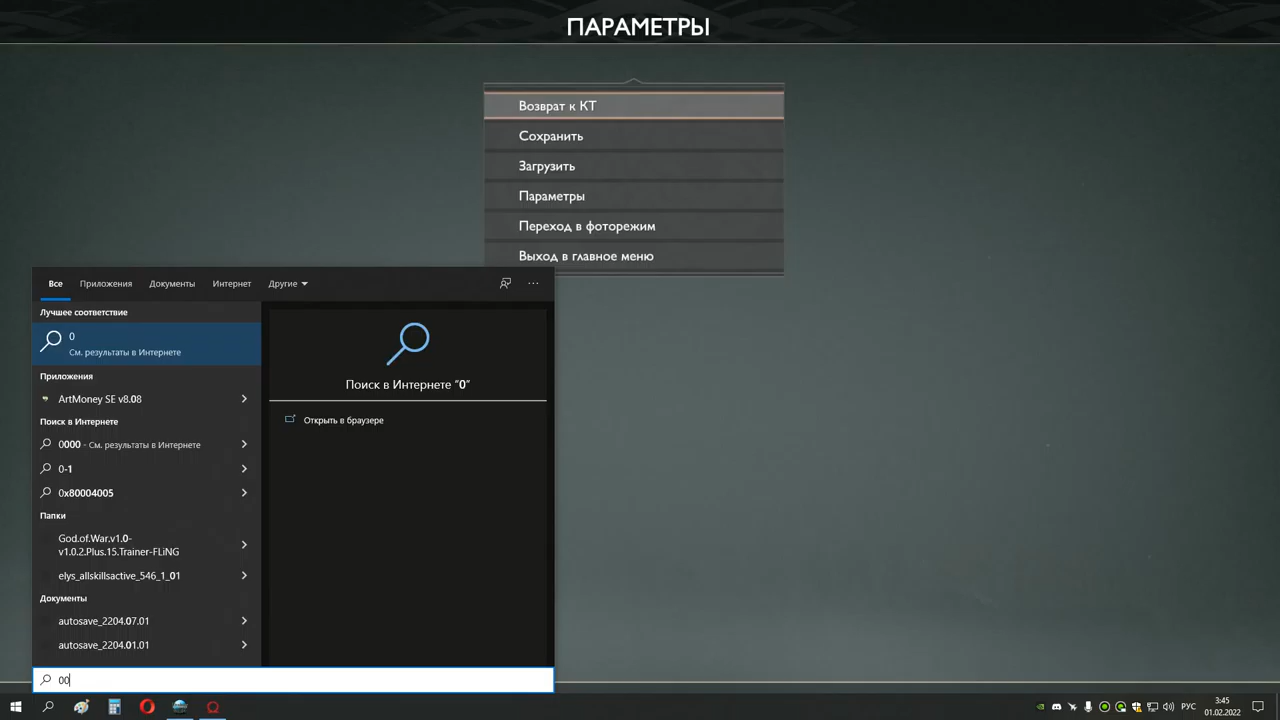 ПАРАМЕТРЫ
Возврат к КТ
Сохранить
Загрузить
Параметры
Переход в фоторежим
Выход в главное меню
Все Приложения Документы Интернет Другие
Лучшее соответствие
0
См. результаты в Интернете
Приложения
ArtMoney SE v8.08
Поиск в Интернете
0000 - См. результаты в Интернете
0-1
0x80004005
Папки
God.of.War.v1.0-
v1.0.2.Plus.15.Trainer-FLiNG
elys_allskillsactive_546_1_01
Документы
autosave_2204.07.01
autosave_2204.01.01
Поиск в Интернете "0"
Открыть в браузере
00
РУС
3:45
01.02.2022